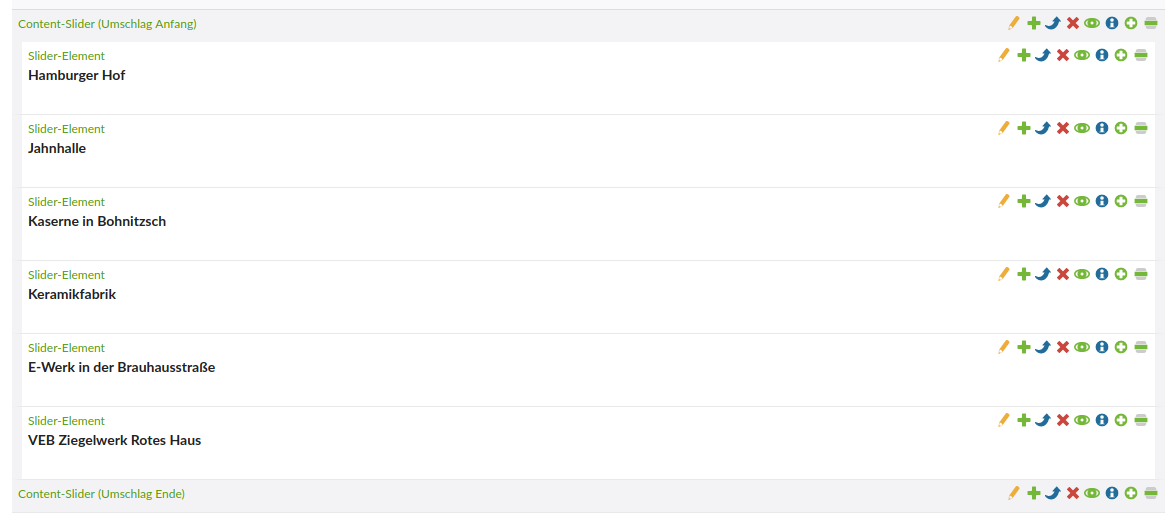 Content-Slider (Umschlag Anfang)
Slider-Element
Hamburger Hof
Slider-Element
Jahnhalle
Slider-Element
Kaserne in Bohnitzsch
Slider-Element
Keramikfabrik
Slider-Element
E-Werk in der Brauhausstraße
Slider-Element
VEB Ziegelwerk Rotes Haus
Content-Slider (Umschlag Ende)